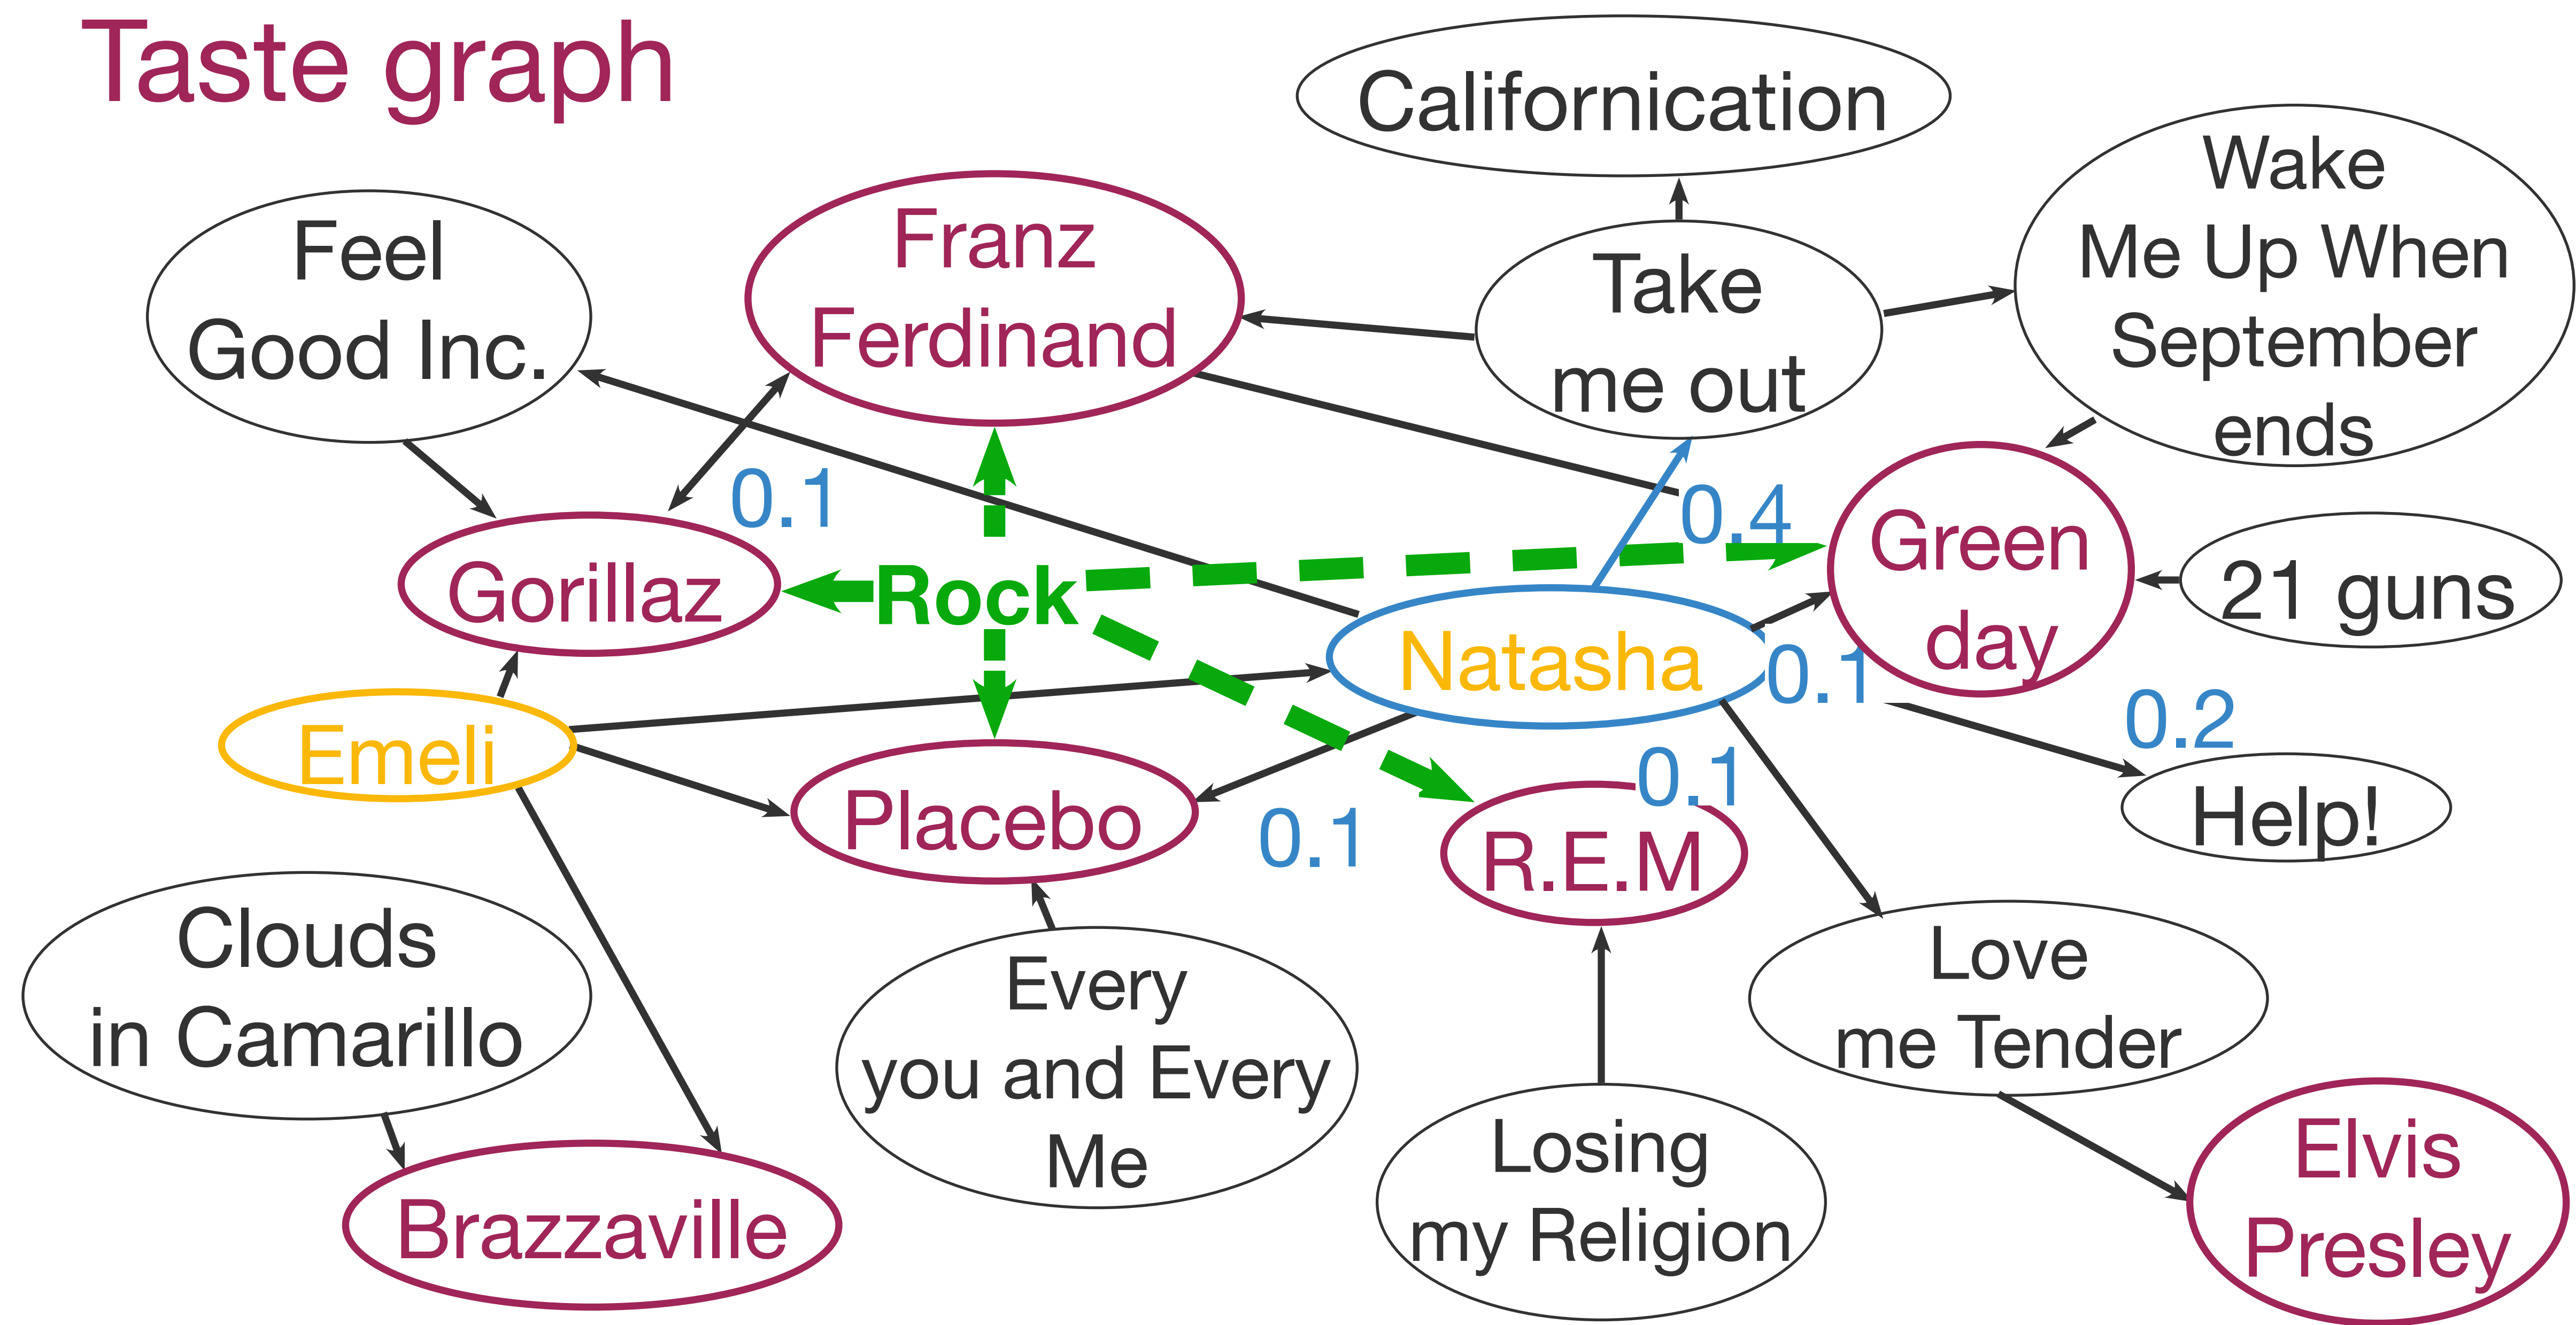 Taste graph
Californication
Wake
Me Up When
September
ends
Feel
Good Inc.
Franz
Ferdinand
Take
me out
0.1
0.4
Gorillaz
Rock
Green
day
21 guns
Natasha
0.1
0.2
Emeli
Placebo
0.1
0.1
R.E.M
Help!
Clouds
in Camarillo
Every
you and Every
Me
Love
me Tender
Losing
my Religion
Brazzaville
Elvis
Presley